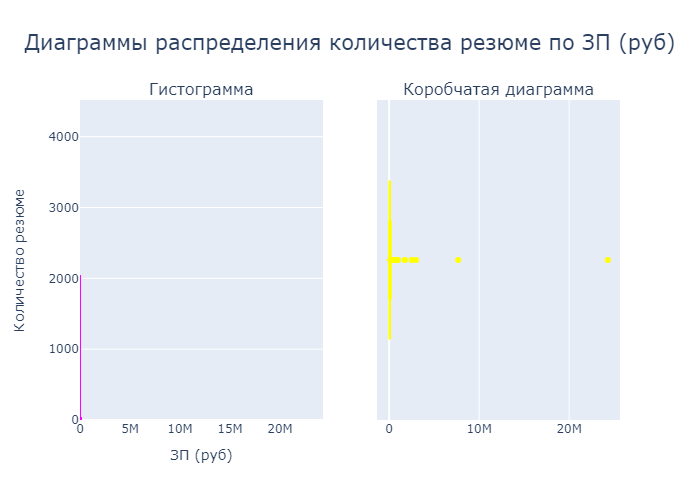 Диаграммы распределения количества резюме по ЗП (руб)
Гистограмма
Коробчатая диаграмма
Количество резюме
4000
3000
2000
1000
0
0 5M 10M 15M 20M
0 10M 20M
ЗП (руб)